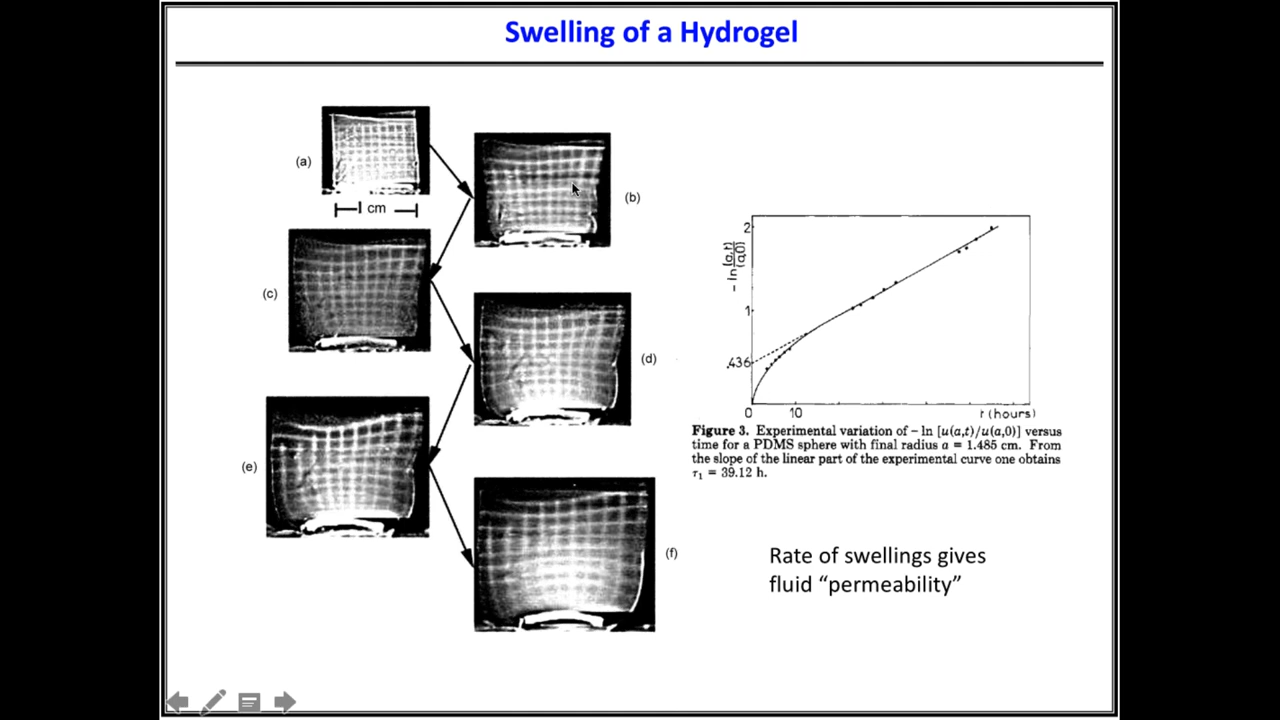 Swelling of a Hydrogel
(a)
1 cm
(b)
(c)
(d)
(e)
(f)
2
1
.436
0
10
t (hours)
− ln (a,t)/(a,0)
Figure 3. Experimental variation of − ln [u(a,t)/u(a,0)] versus
time for a PDMS sphere with final radius a = 1.485 cm. From
the slope of the linear part of the experimental curve one obtains
τ₁ = 39.12 h.
Rate of swellings gives
fluid “permeability”